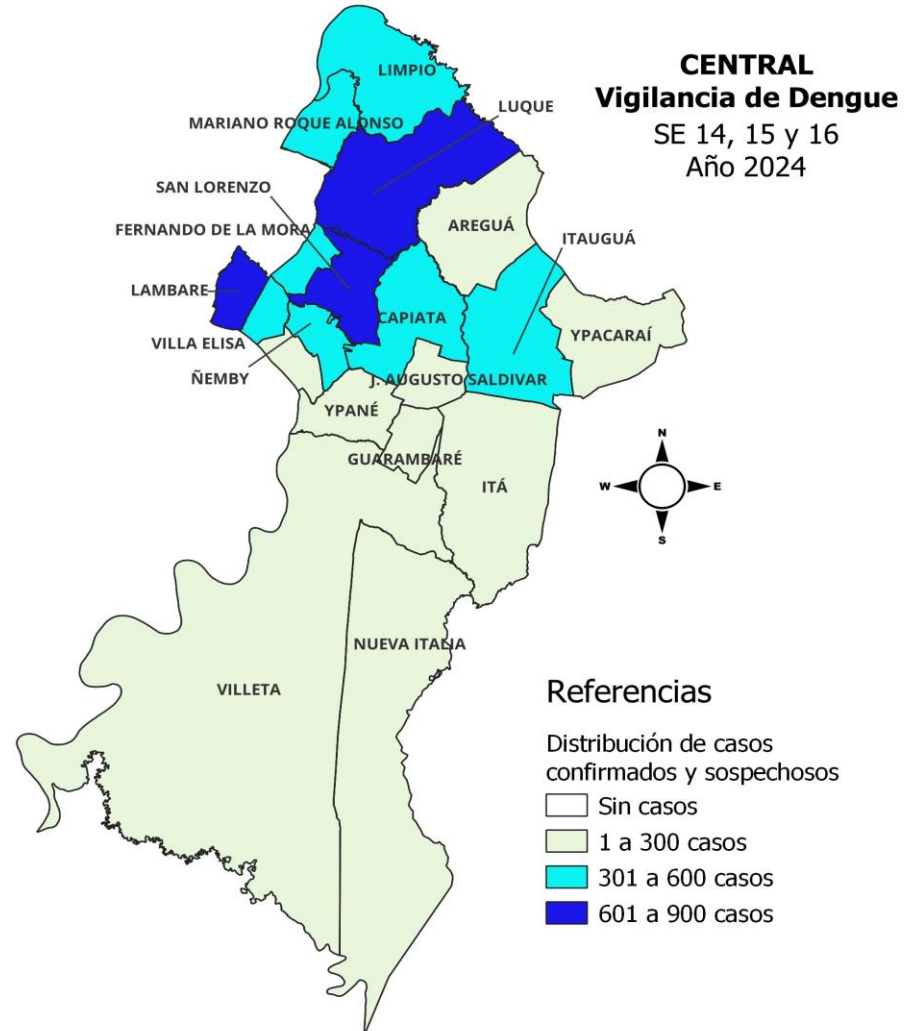 CENTRAL
Vigilancia de Dengue
SE 14, 15 y 16
Año 2024
LIMPIO
MARIANO ROQUE ALONSO
LUQUE
SAN LORENZO
FERNANDO DE LA MORA
AREGUÁ
ITAUGUÁ
LAMBARE
CAPIATA
YPACARAÍ
VILLA ELISA
ÑEMBY
J. AUGUSTO SALDIVAR
YPANÉ
GUARAMBARÉ
ITÁ
N
W
E
S
NUEVA ITALIA
VILLETA
Referencias
Distribución de casos
confirmados y sospechosos
Sin casos
1 a 300 casos
301 a 600 casos
601 a 900 casos